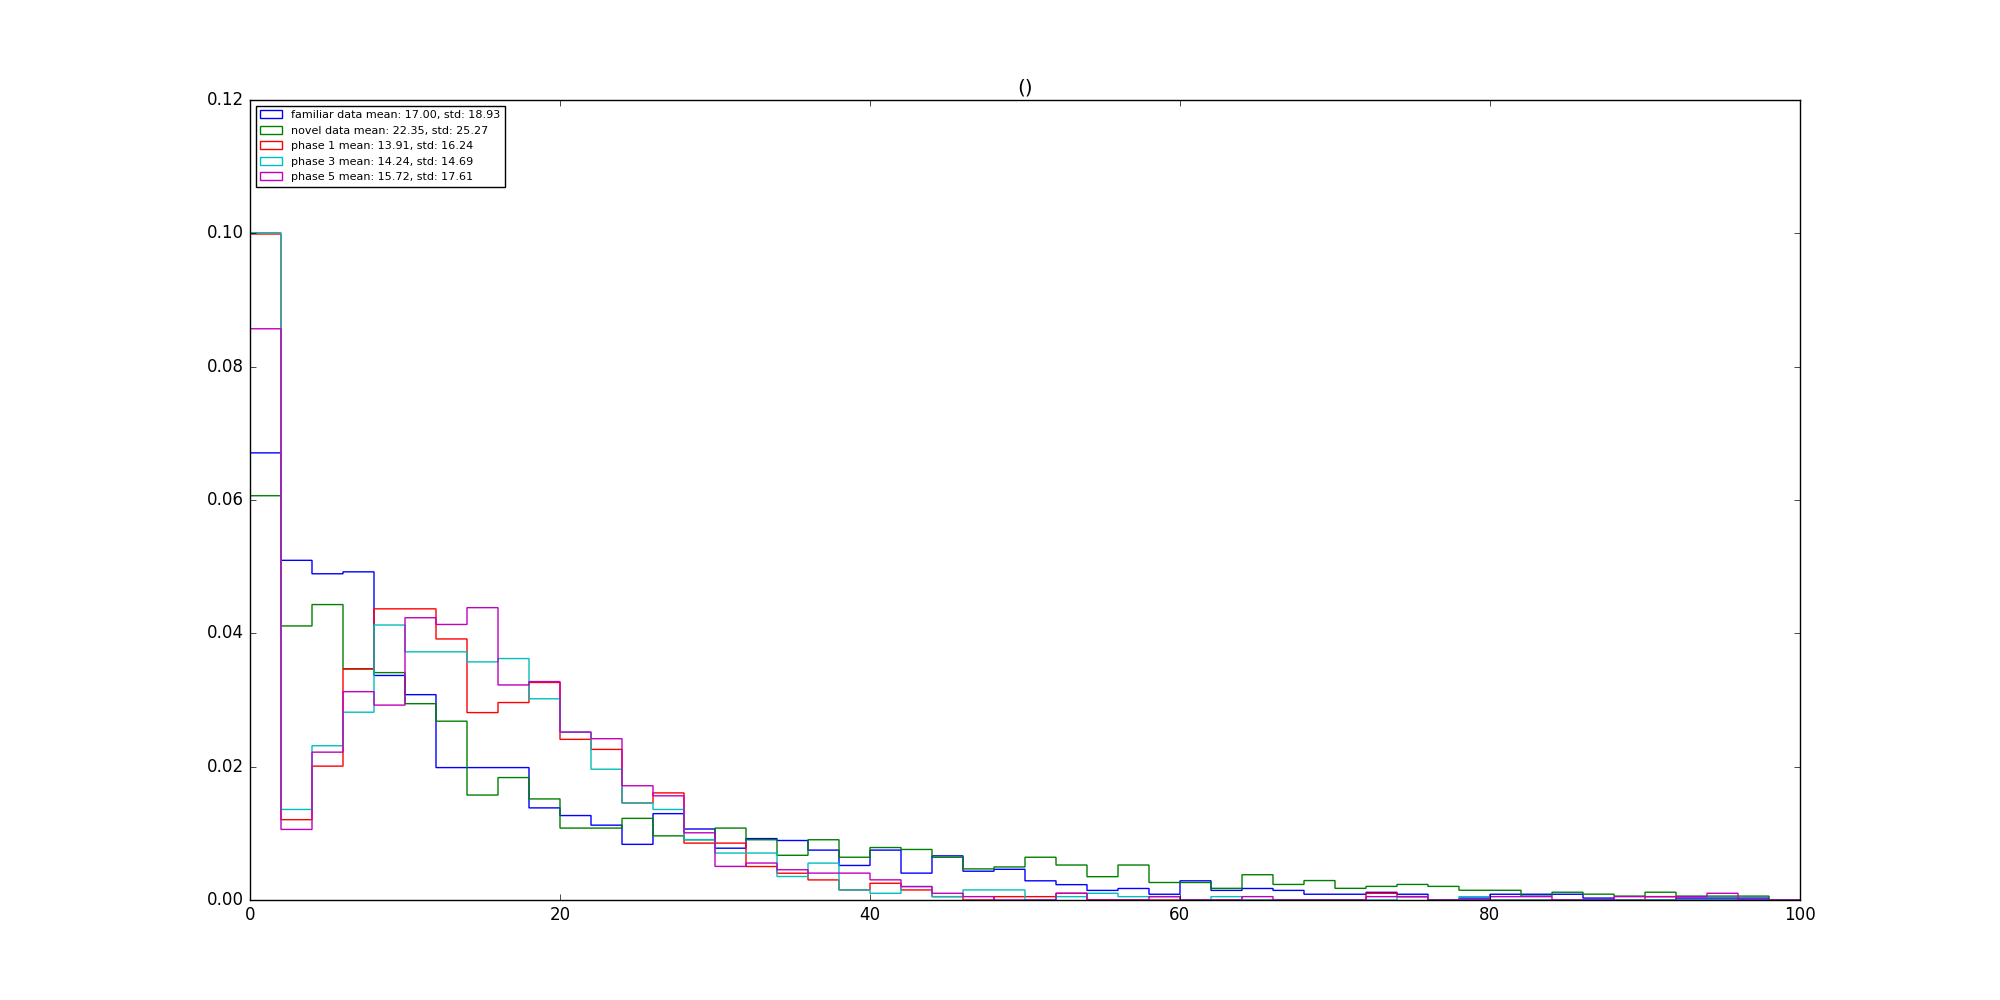 ()
0.12
0.10
0.08
0.06
0.04
0.02
0.00
familiar data mean: 17.00, std: 18.93
novel data mean: 22.35, std: 25.27
phase 1 mean: 13.91, std: 16.24
phase 3 mean: 14.24, std: 14.69
phase 5 mean: 15.72, std: 17.61
0 20 40 60 80 100